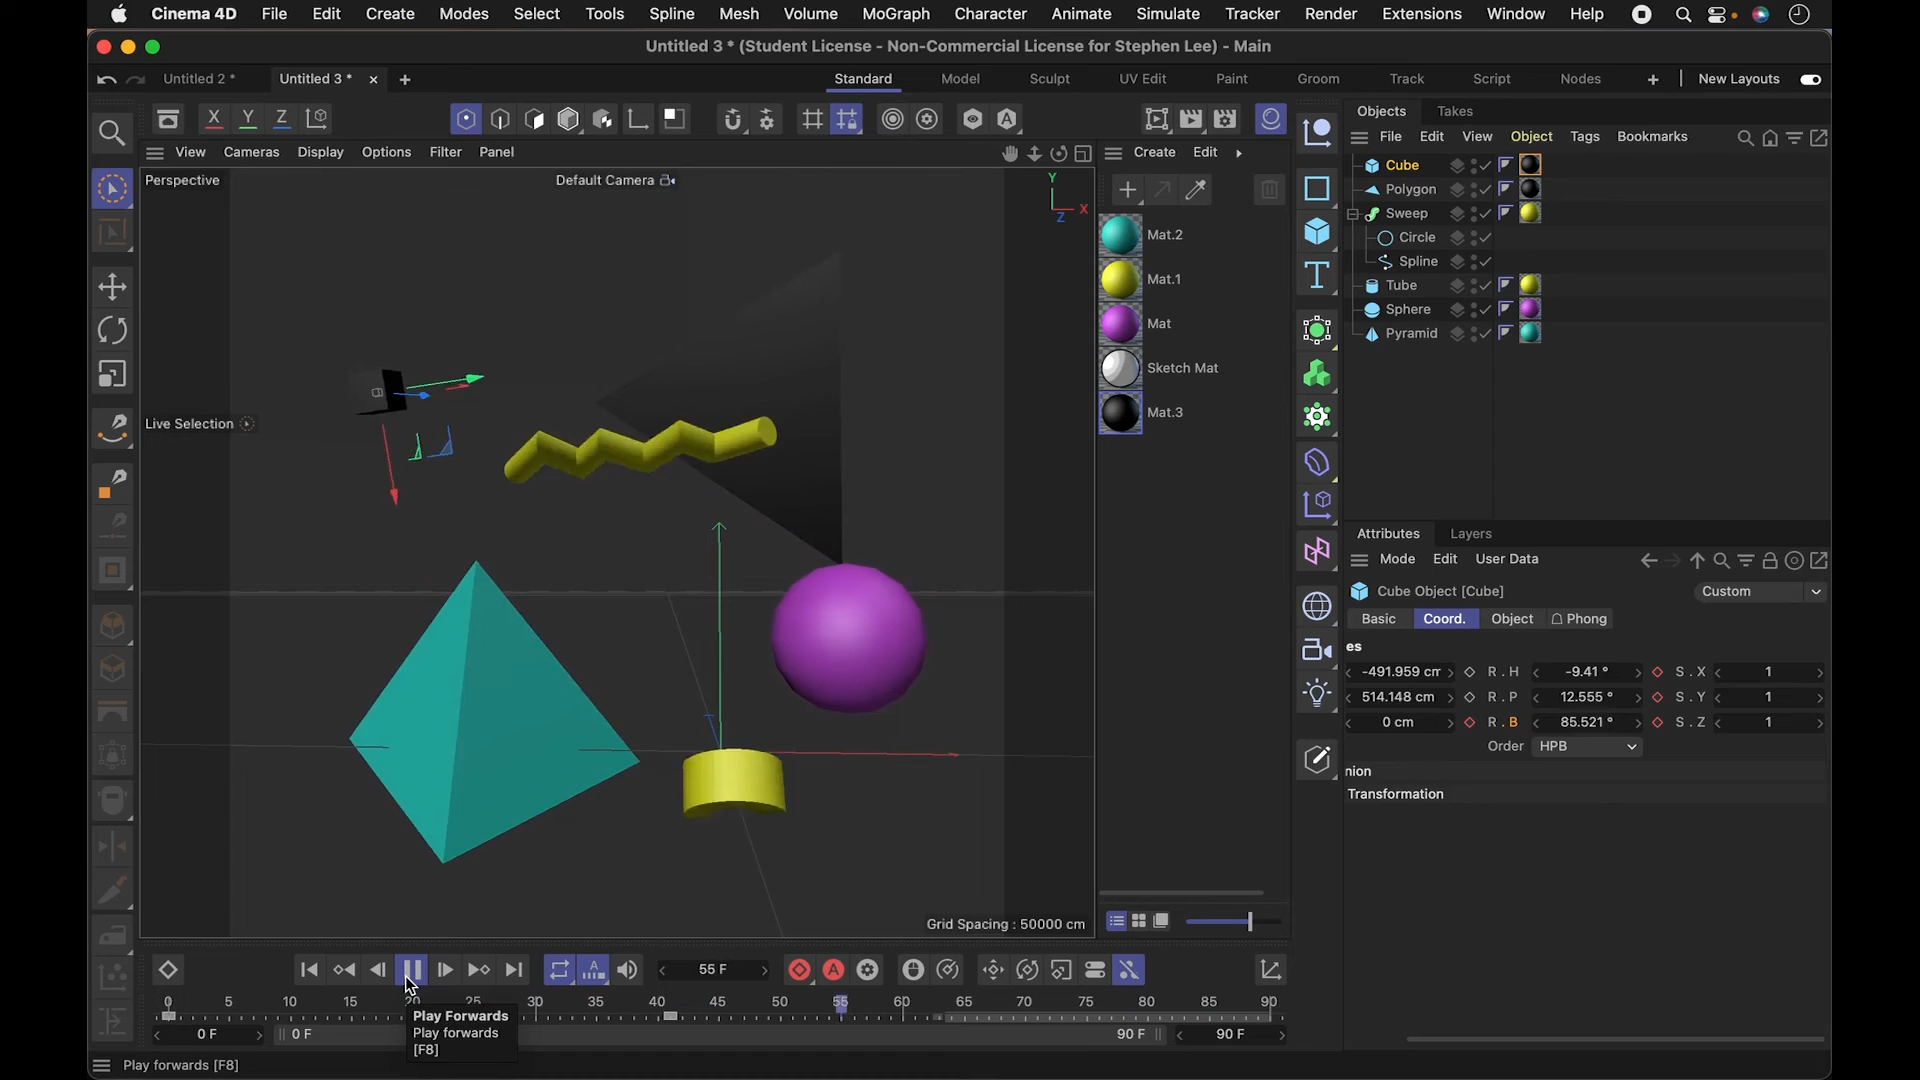 Cinema 4D File Edit Create Modes Select Tools Spline Mesh Volume MoGraph Character Animate Simulate Tracker Render Extensions Window Help
Untitled 3 * (Student License - Non-Commercial License for Stephen Lee) - Main
Untitled 2 * Untitled 3 * Standard Model Sculpt UV Edit Paint Groom Track Script Nodes New Layouts
X Y Z
Objects Takes
File Edit View Object Tags Bookmarks
View Cameras Display Options Filter Panel
Create Edit
Perspective
Default Camera
Y
X
Z
Cube
Polygon
Sweep
Circle
Spline
Tube
Sphere
Pyramid
Mat.2
Mat.1
Mat
Sketch Mat
Mat.3
Live Selection
Grid Spacing : 50000 cm
Attributes Layers
Mode Edit User Data
Cube Object [Cube]
Custom
Basic Coord. Object Phong
es
-491.959 cm R . H -9.41 ° S . X 1
514.148 cm R . P 12.555 ° S . Y 1
0 cm R . B 85.521 ° S . Z 1
Order HPB
nion
Transformation
55 F
0 5 10 15 20 25 30 35 40 45 50 55 60 65 70 75 80 85 90
0 F 0 F 90 F 90 F
Play Forwards
Play forwards
[F8]
Play forwards [F8]